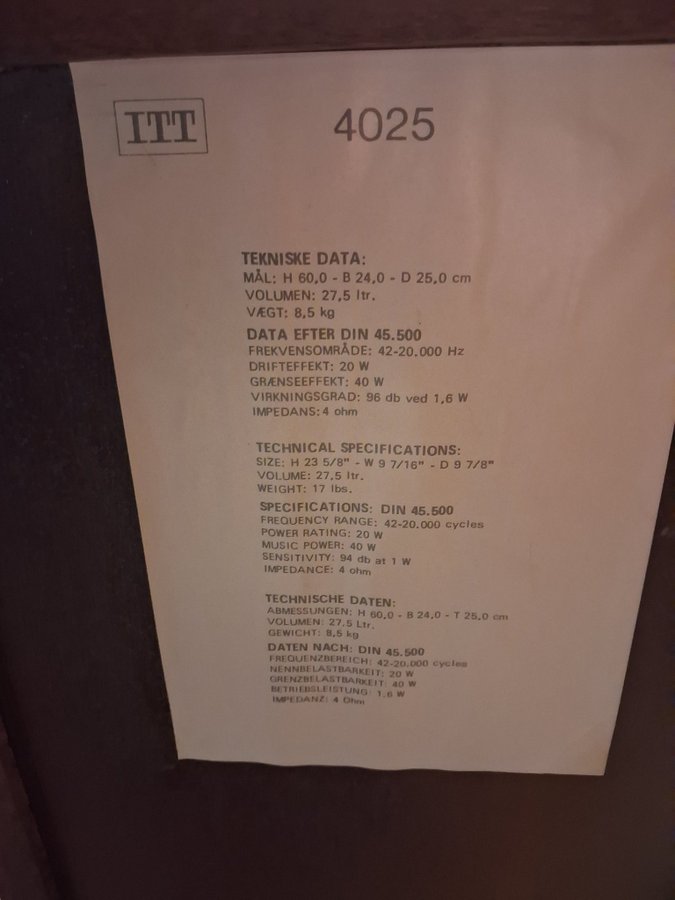 ITT
4025
TEKNISKE DATA:
MÅL: H 60,0 - B 24,0 - D 25,0 cm
VOLUMEN: 27,5 ltr.
VÆGT: 8,5 kg
DATA EFTER DIN 45.500
FREKVENSOMRÅDE: 42-20.000 Hz
DRIFTEFFEKT: 20 W
GRÆNSEEFFEKT: 40 W
VIRKNINGSGRAD: 96 db ved 1,6 W
IMPEDANS: 4 ohm
TECHNICAL SPECIFICATIONS:
SIZE: H 23 5/8" - W 9 7/16" - D 9 7/8"
VOLUME: 27,5 ltr.
WEIGHT: 17 lbs.
SPECIFICATIONS: DIN 45.500
FREQUENCY RANGE: 42-20.000 cycles
POWER RATING: 20 W
MUSIC POWER: 40 W
SENSITIVITY: 94 db at 1 W
IMPEDANCE: 4 ohm
TECHNISCHE DATEN:
ABMESSUNGEN: H 60,0 - B 24,0 - T 25,0 cm
VOLUMEN: 27,5 Ltr.
GEWICHT: 8,5 kg
DATEN NACH: DIN 45.500
FREQUENZBEREICH: 42-20.000 cycles
NENNBELASTBARKEIT: 20 W
GRENZBELASTBARKEIT: 40 W
BETRIEBSLEISTUNG: 1,6 W
IMPEDANZ: 4 Ohm